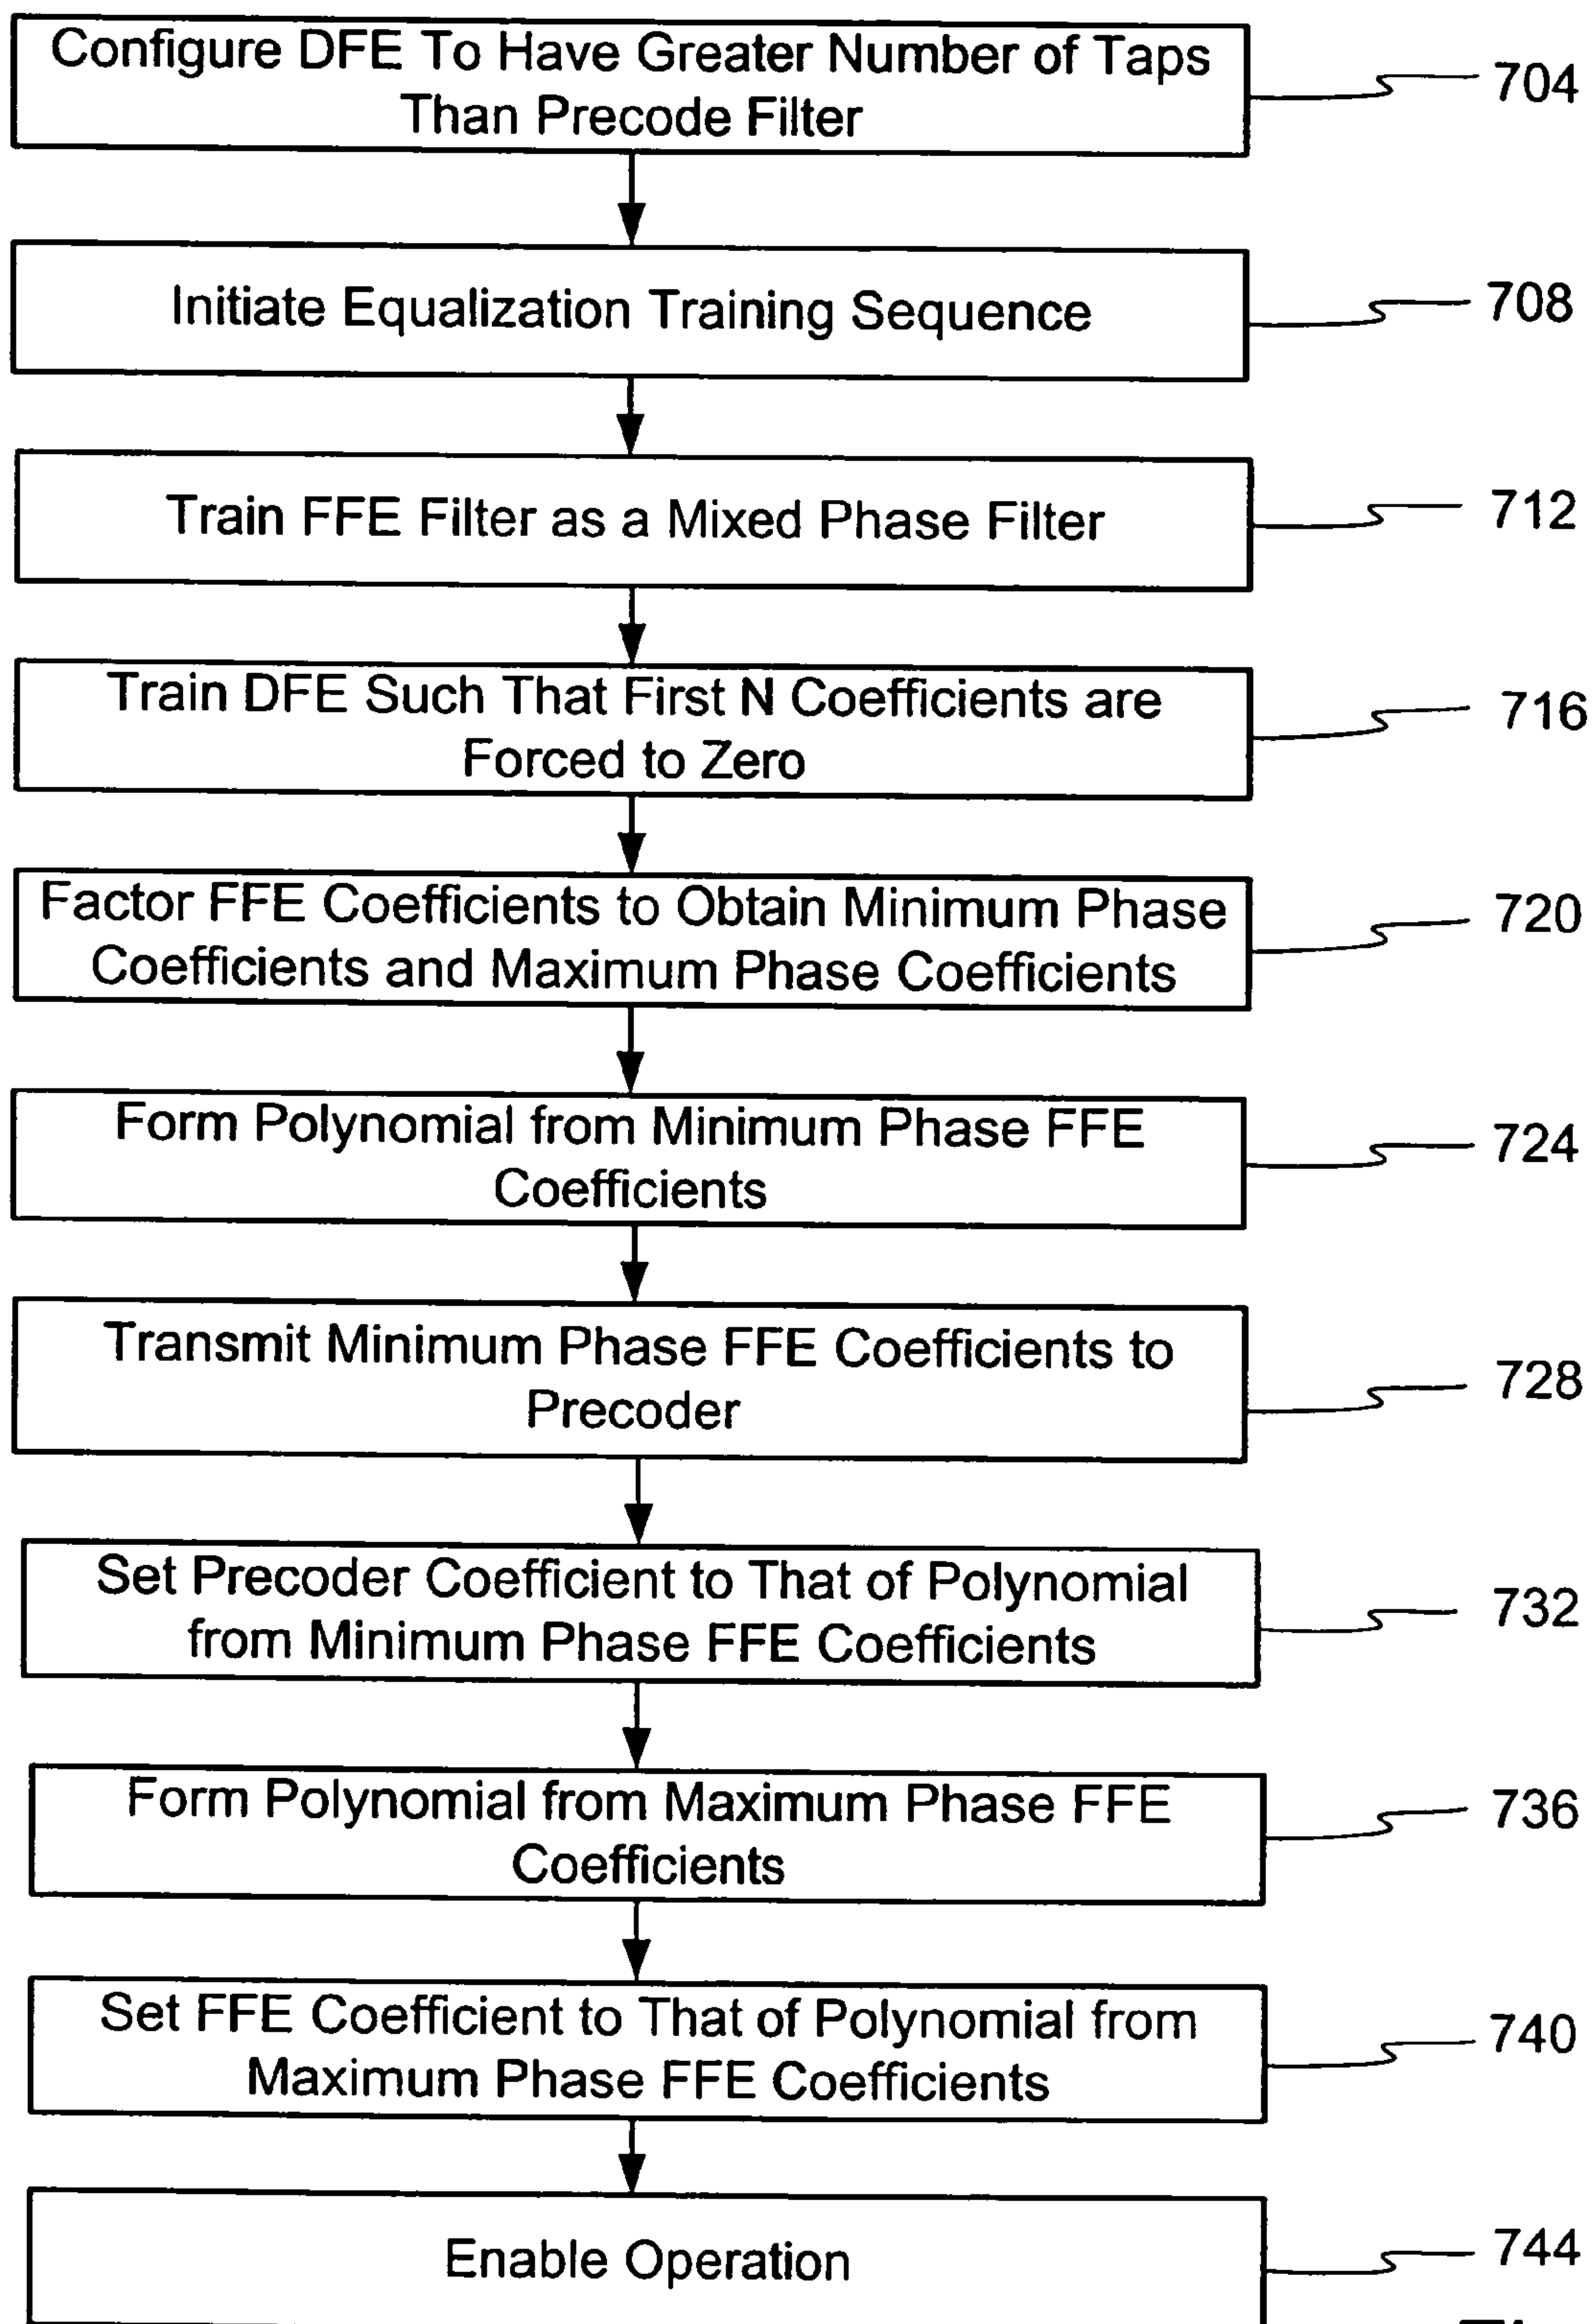 Configure DFE To Have Greater Number of Taps
Than Precode Filter
704
Initiate Equalization Training Sequence
708
Train FFE Filter as a Mixed Phase Filter
712
Train DFE Such That First N Coefficients are
Forced to Zero
716
Factor FFE Coefficients to Obtain Minimum Phase
Coefficients and Maximum Phase Coefficients
720
Form Polynomial from Minimum Phase FFE
Coefficients
724
Transmit Minimum Phase FFE Coefficients to
Precoder
728
Set Precoder Coefficient to That of Polynomial
from Minimum Phase FFE Coefficients
732
Form Polynomial from Maximum Phase FFE
Coefficients
736
Set FFE Coefficient to That of Polynomial from
Maximum Phase FFE Coefficients
740
Enable Operation
744